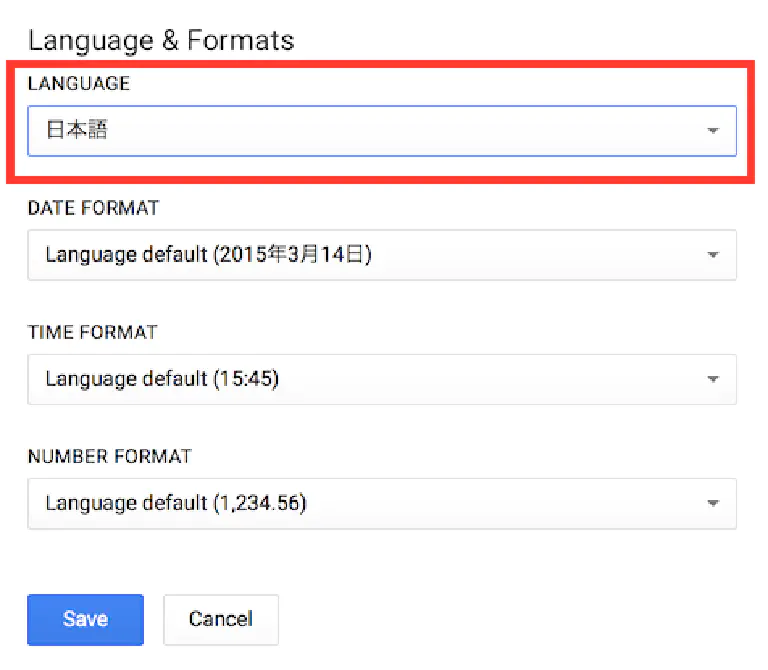 Language & Formats
LANGUAGE
日本語
DATE FORMAT
Language default (2015年3月14日)
TIME FORMAT
Language default (15:45)
NUMBER FORMAT
Language default (1,234.56)
Save Cancel